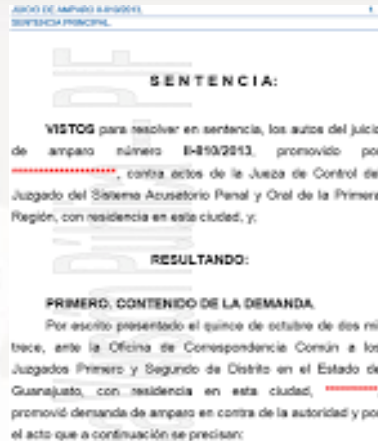 JUICIO DE AMPARO II-810/2013.
1
SENTENCIA PRINCIPAL.
S E N T E N C I A:
VISTOS para resolver en sentencia, los autos del juicio
de amparo número II-810/2013, promovido por
********************, contra actos de la Jueza de Control del
Juzgado del Sistema Acusatorio Penal y Oral de la Primera
Región, con residencia en esta ciudad, y;
RESULTANDO:
PRIMERO. CONTENIDO DE LA DEMANDA.
Por escrito presentado el quince de octubre de dos mil
trece, ante la Oficina de Correspondencia Común a los
Juzgados Primero y Segundo de Distrito en el Estado de
Guanajuato, con residencia en esta ciudad, **********
promovió demanda de amparo en contra de la autoridad y por
el acto que a continuación se precisan: